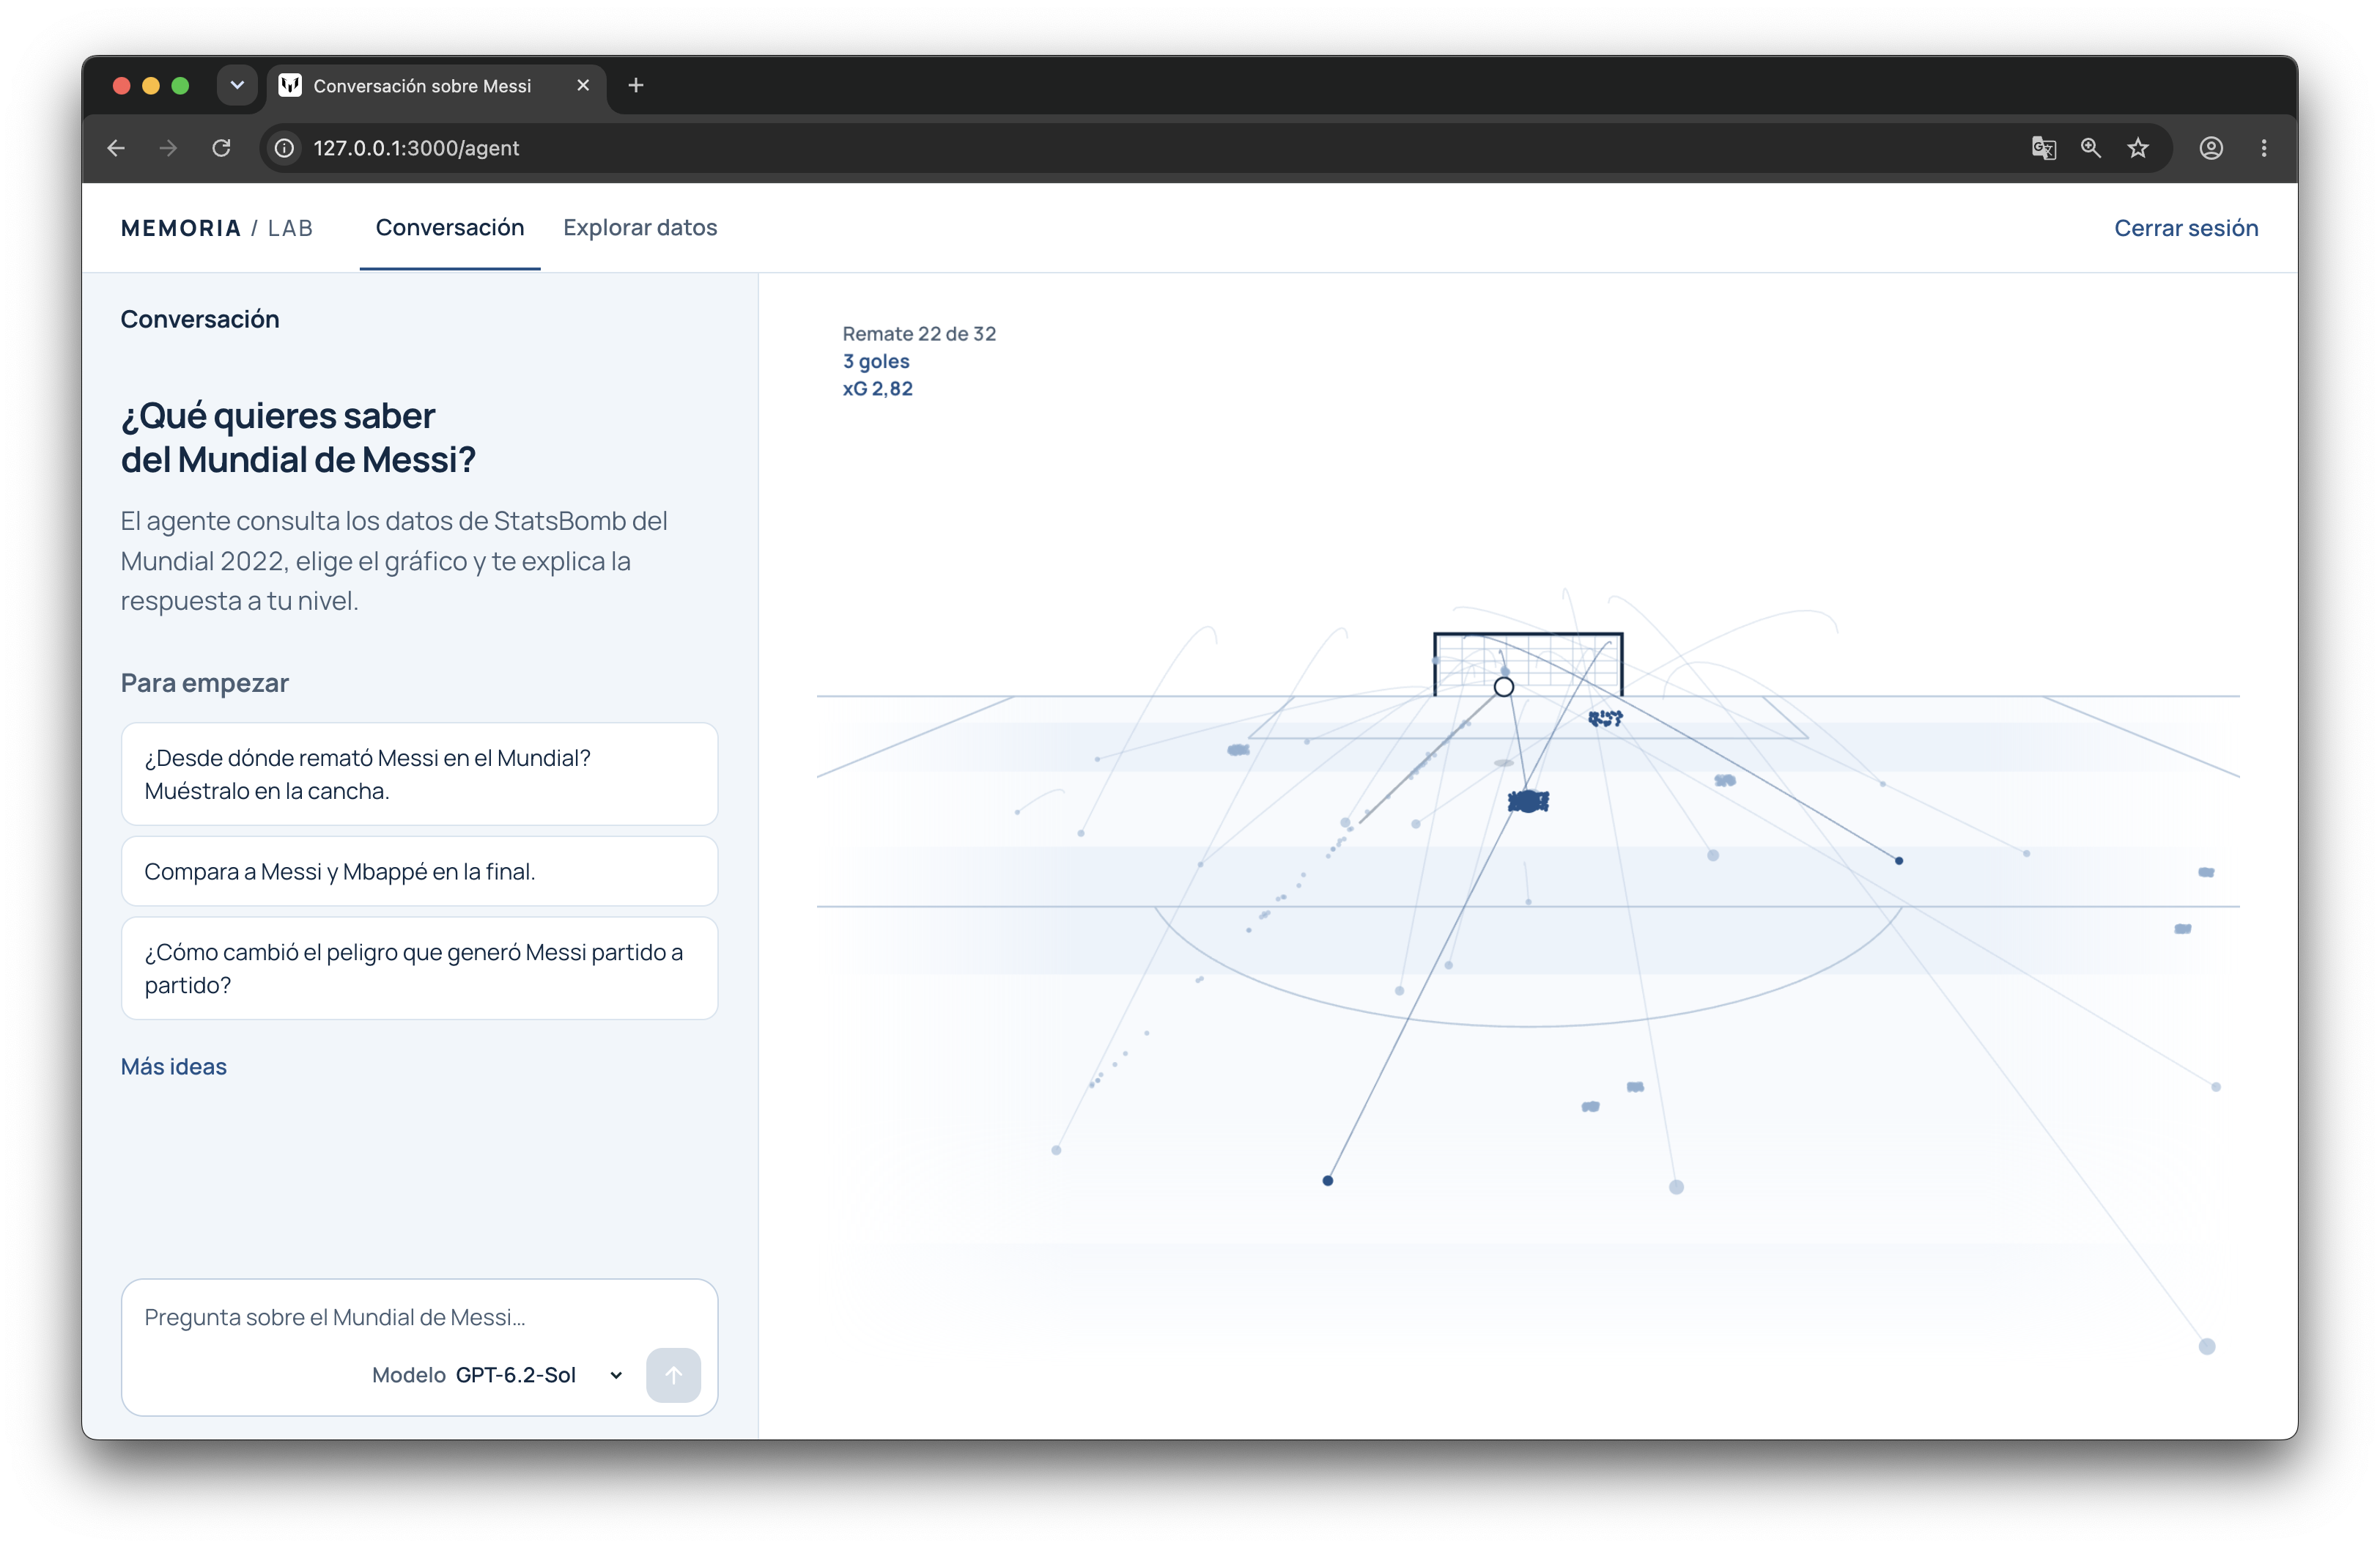 Conversación sobre Messi
127.0.0.1:3000/agent
MEMORIA / LAB
Conversación
Explorar datos
Cerrar sesión
Conversación
¿Qué quieres saber
del Mundial de Messi?
El agente consulta los datos de StatsBomb del
Mundial 2022, elige el gráfico y te explica la
respuesta a tu nivel.
Para empezar
¿Desde dónde remató Messi en el Mundial?
Muéstralo en la cancha.
Compara a Messi y Mbappé en la final.
¿Cómo cambió el peligro que generó Messi partido a
partido?
Más ideas
Pregunta sobre el Mundial de Messi...
Modelo GPT-6.2-Sol
Remate 22 de 32
3 goles
xG 2,82